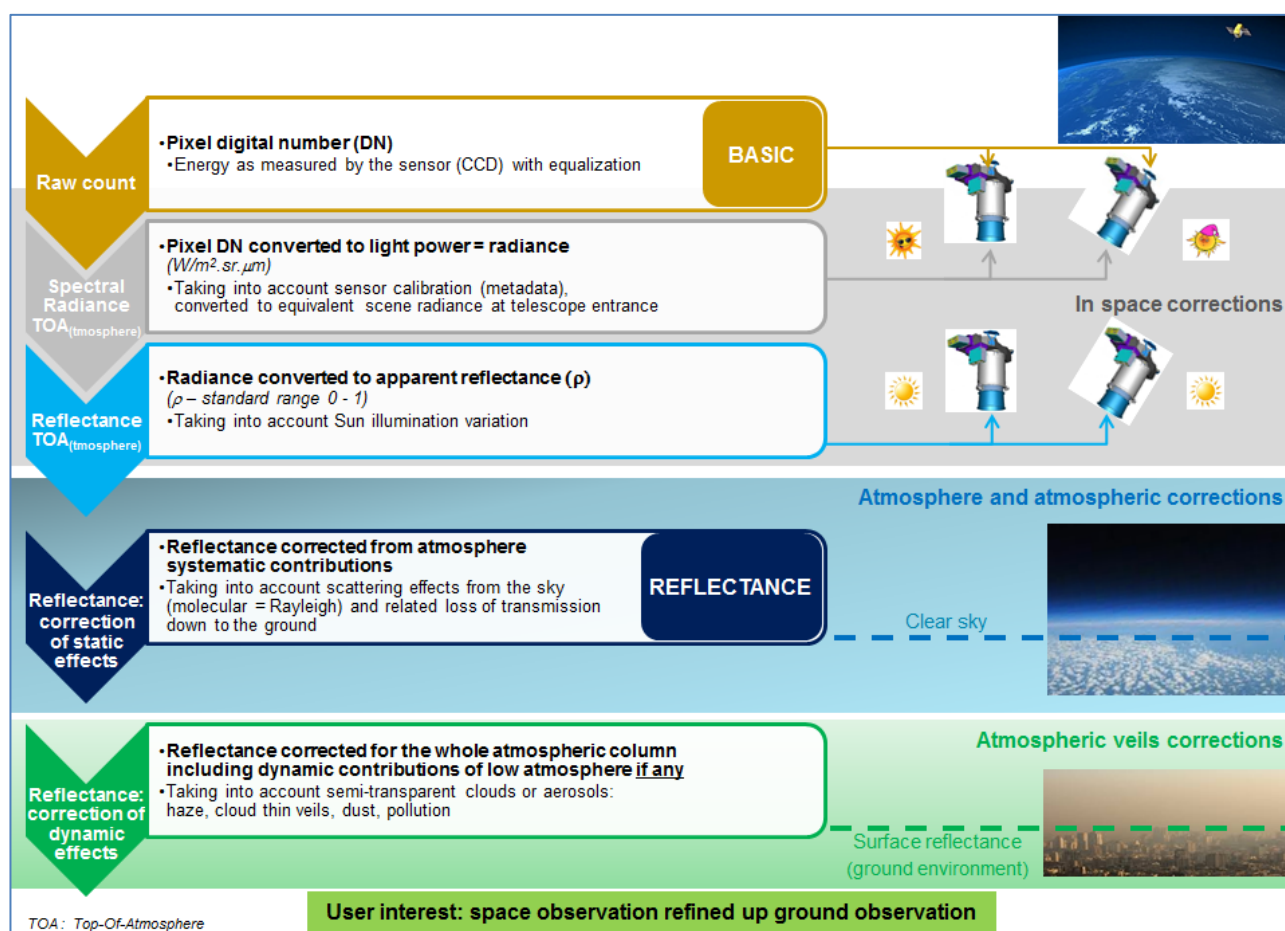 Raw count
•Pixel digital number (DN)
•Energy as measured by the sensor (CCD) with equalization
BASIC
Spectral
Radiance
TOA(tmosphere)
•Pixel DN converted to light power = radiance
(W/m².sr.µm)
•Taking into account sensor calibration (metadata),
converted to equivalent scene radiance at telescope entrance
In space corrections
Reflectance
TOA(tmosphere)
•Radiance converted to apparent reflectance (ρ)
(ρ – standard range 0 - 1)
•Taking into account Sun illumination variation
Atmosphere and atmospheric corrections
Reflectance:
correction
of static
effects
•Reflectance corrected from atmosphere
systematic contributions
•Taking into account scattering effects from the sky
(molecular = Rayleigh) and related loss of transmission
down to the ground
REFLECTANCE
Clear sky
Atmospheric veils corrections
Reflectance:
correction of
dynamic
effects
•Reflectance corrected for the whole atmospheric column
including dynamic contributions of low atmosphere if any
•Taking into account semi-transparent clouds or aerosols:
haze, cloud thin veils, dust, pollution
Surface reflectance
(ground environment)
User interest: space observation refined up ground observation
TOA : Top-Of-Atmosphere